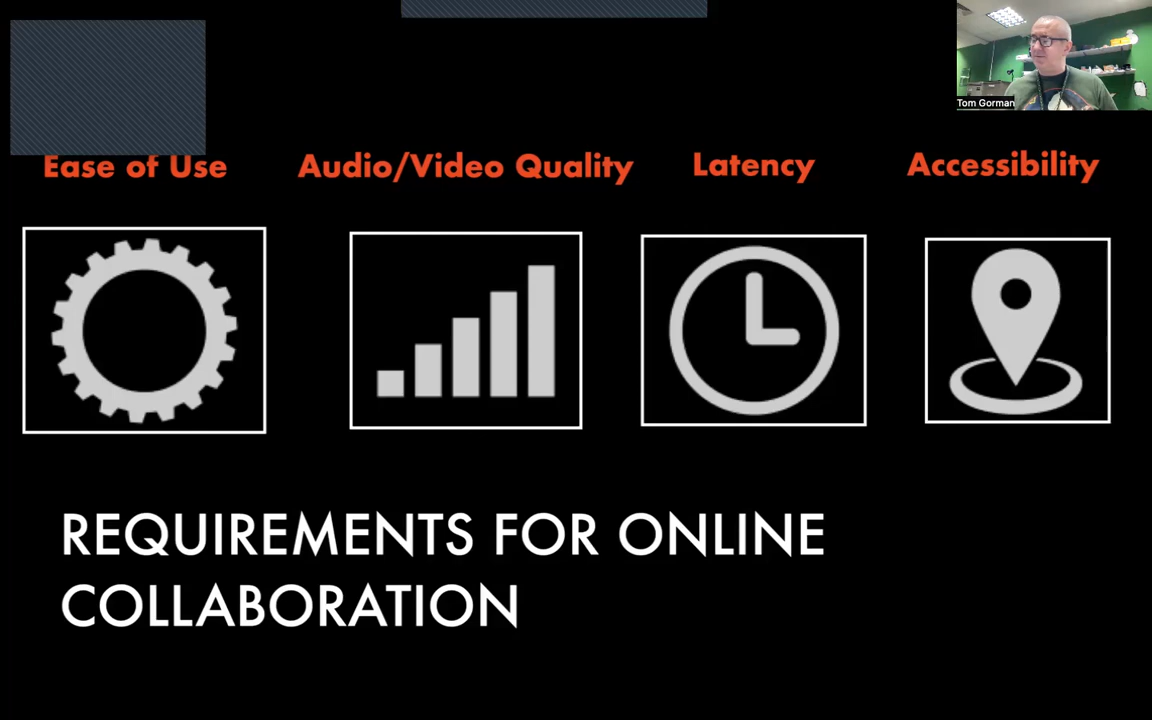 Tom Gorman
Ease of Use
Audio/Video Quality
Latency
Accessibility
REQUIREMENTS FOR ONLINE
COLLABORATION